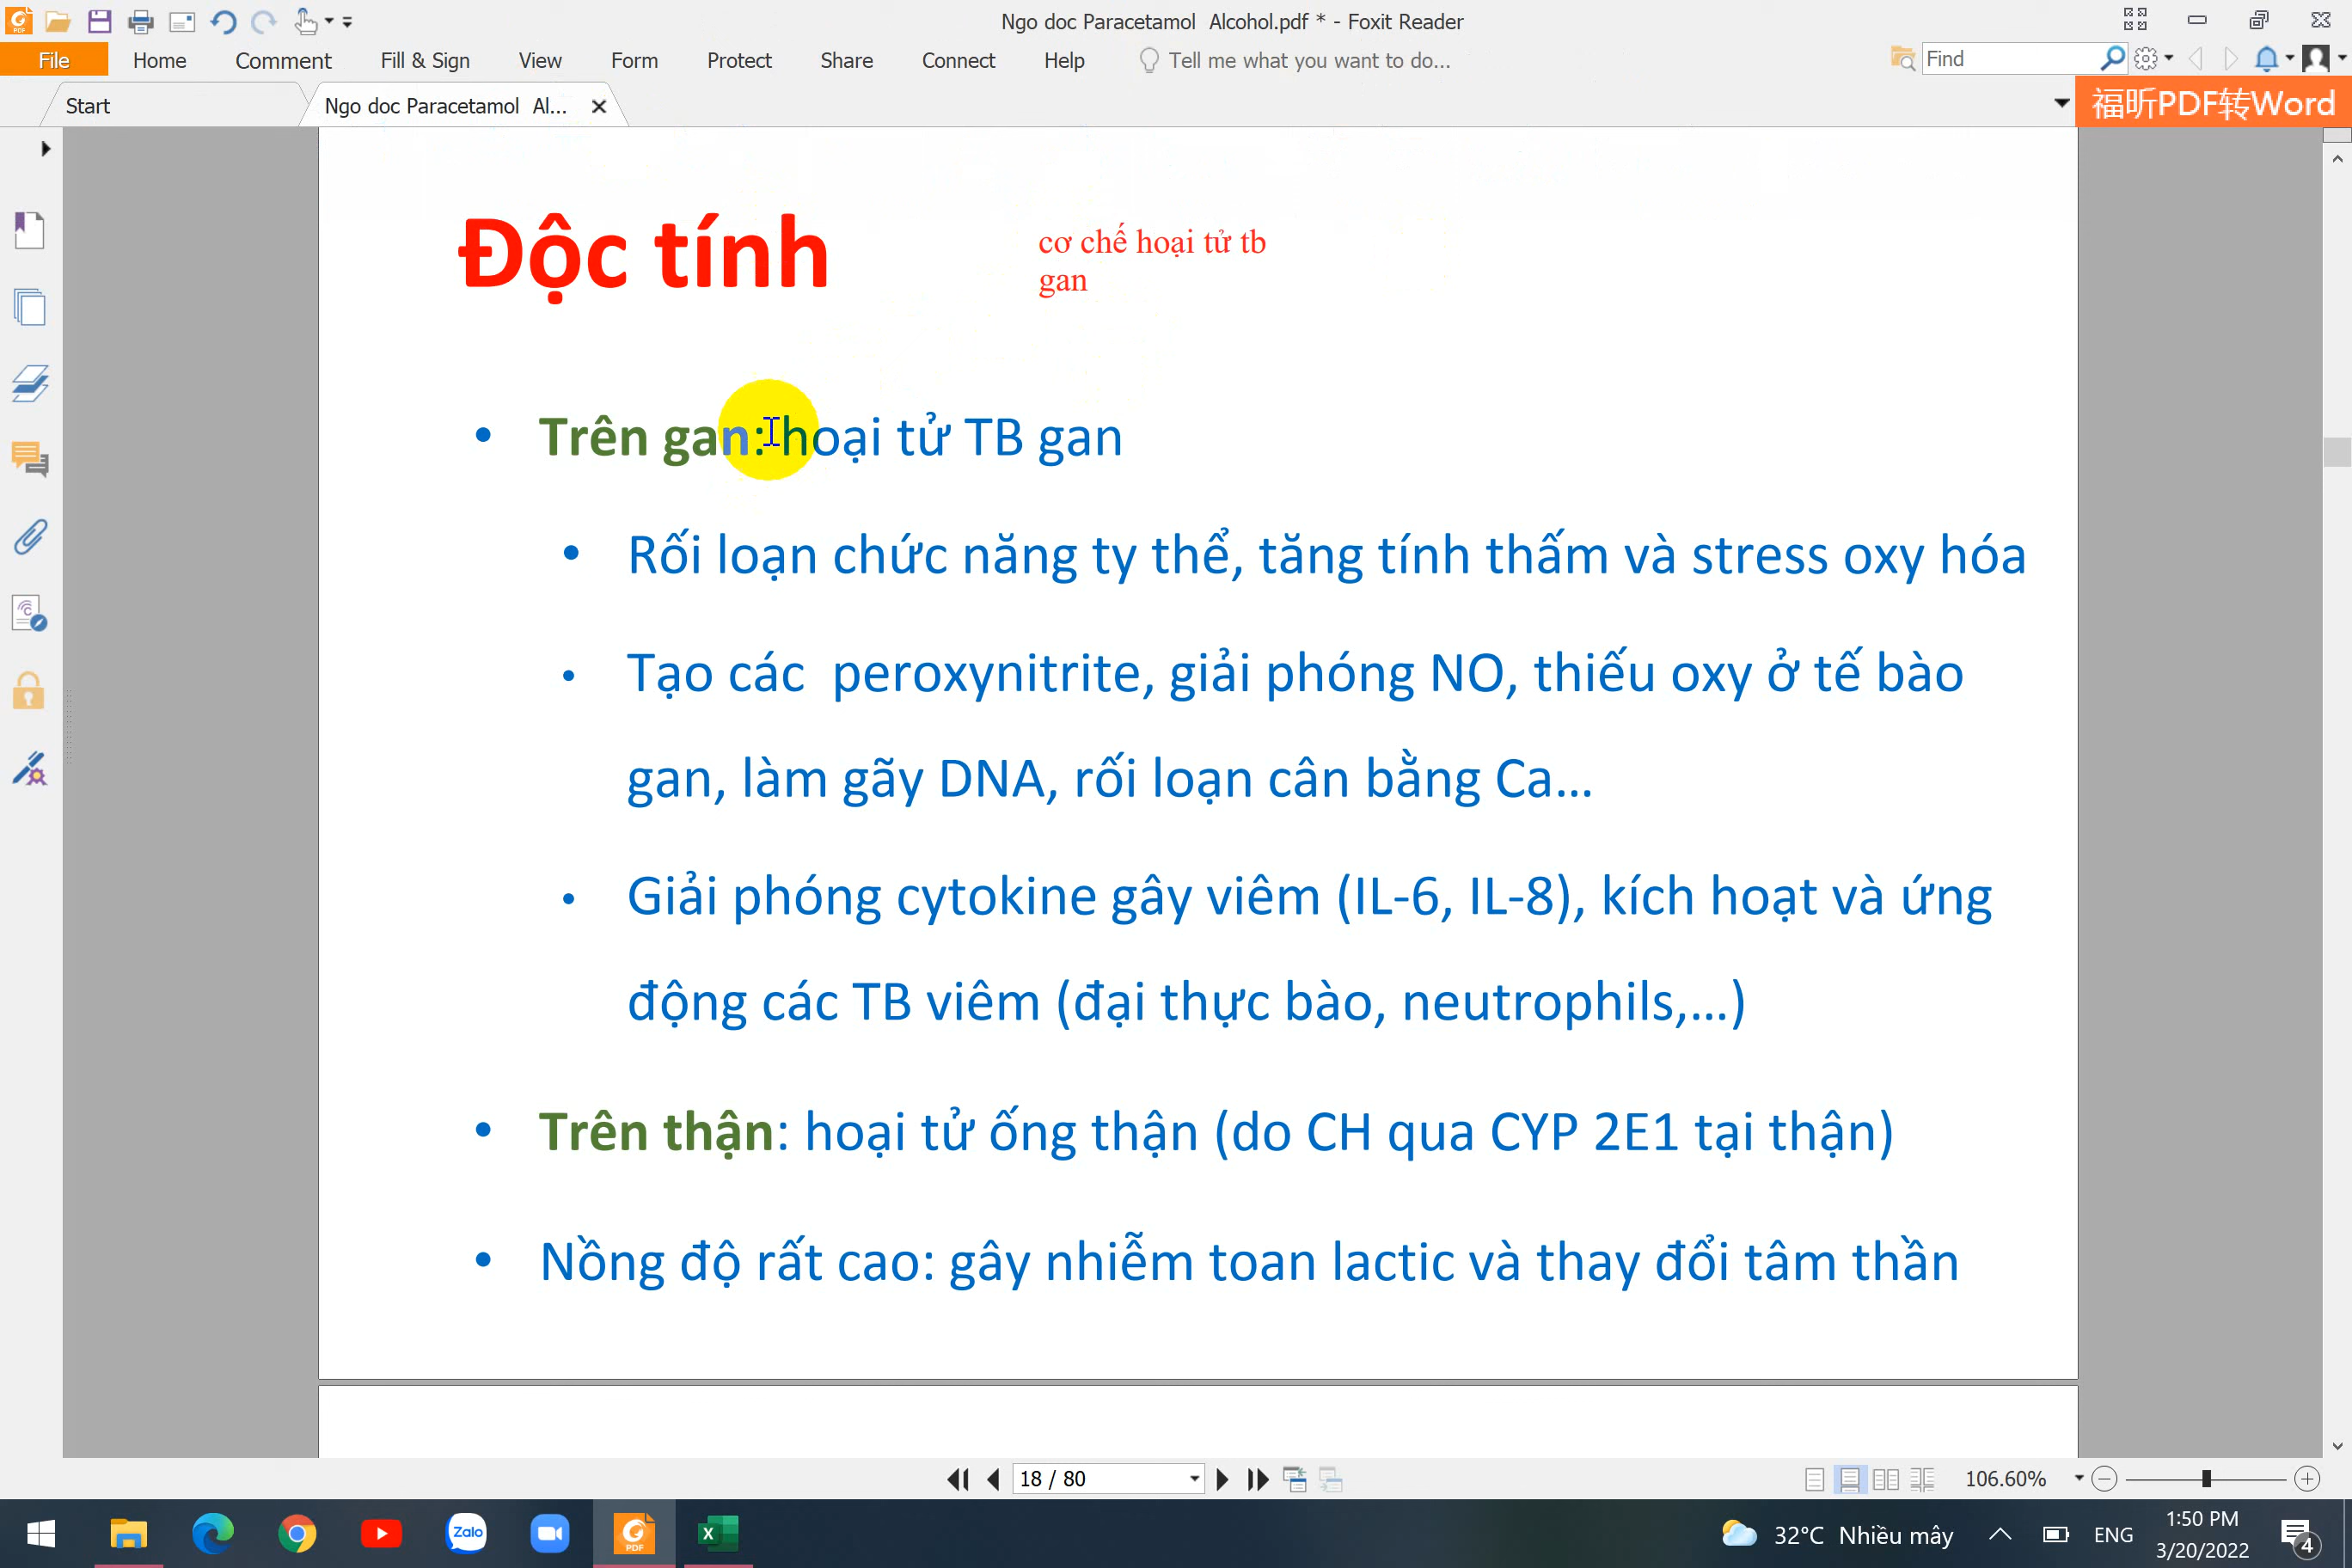 Ngo doc Paracetamol  Alcohol.pdf * - Foxit Reader
File Home Comment Fill & Sign View Form Protect Share Connect Help Tell me what you want to do... Find
Start Ngo doc Paracetamol  Al... 福昕PDF转Word
Độc tính
cơ chế hoại tử tb
gan
• Trên gan: hoại tử TB gan
• Rối loạn chức năng ty thể, tăng tính thấm và stress oxy hóa
• Tạo các  peroxynitrite, giải phóng NO, thiếu oxy ở tế bào
gan, làm gãy DNA, rối loạn cân bằng Ca...
• Giải phóng cytokine gây viêm (IL-6, IL-8), kích hoạt và ứng
động các TB viêm (đại thực bào, neutrophils,...)
• Trên thận: hoại tử ống thận (do CH qua CYP 2E1 tại thận)
• Nồng độ rất cao: gây nhiễm toan lactic và thay đổi tâm thần
18 / 80 106.60%
Zalo PDF X 32°C Nhiều mây ENG 1:50 PM
3/20/2022 4